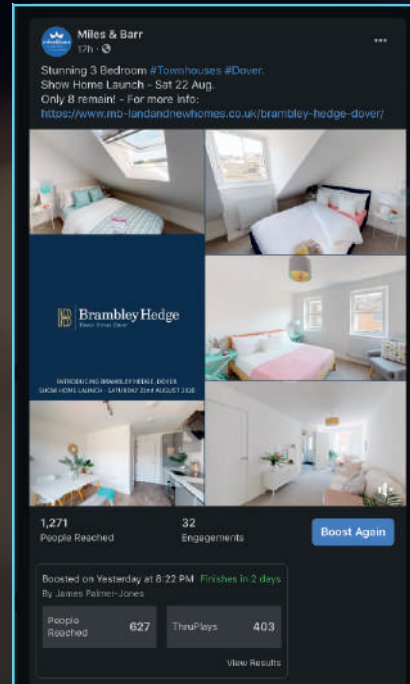 Miles & Barr
17h ·
Stunning 3 Bedroom #Townhouses #Dover.
Show Home Launch - Sat 22 Aug.
Only 8 remain! - For more info:
https://www.mb-landandnewhomes.co.uk/brambley-hedge-dover/
Brambley Hedge
INTRODUCING BRAMBLEY HEDGE, DOVER
SHOW HOME LAUNCH - SATURDAY 22nd AUGUST 2020
1,271
People Reached
32
Engagements
Boost Again
Boosted on Yesterday at 8:22 PM Finishes in 2 days
By James Palmer-Jones
People
Reached
627
ThruPlays
403
View Results